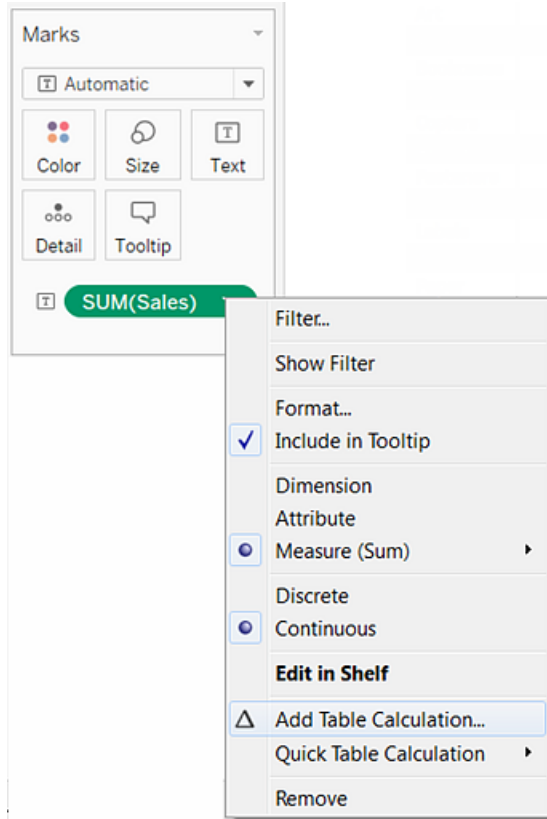 Marks
Automatic
Color Size Text
Detail Tooltip
SUM(Sales)
Filter...
Show Filter
Format...
Include in Tooltip
Dimension
Attribute
Measure (Sum)
Discrete
Continuous
Edit in Shelf
Add Table Calculation...
Quick Table Calculation
Remove